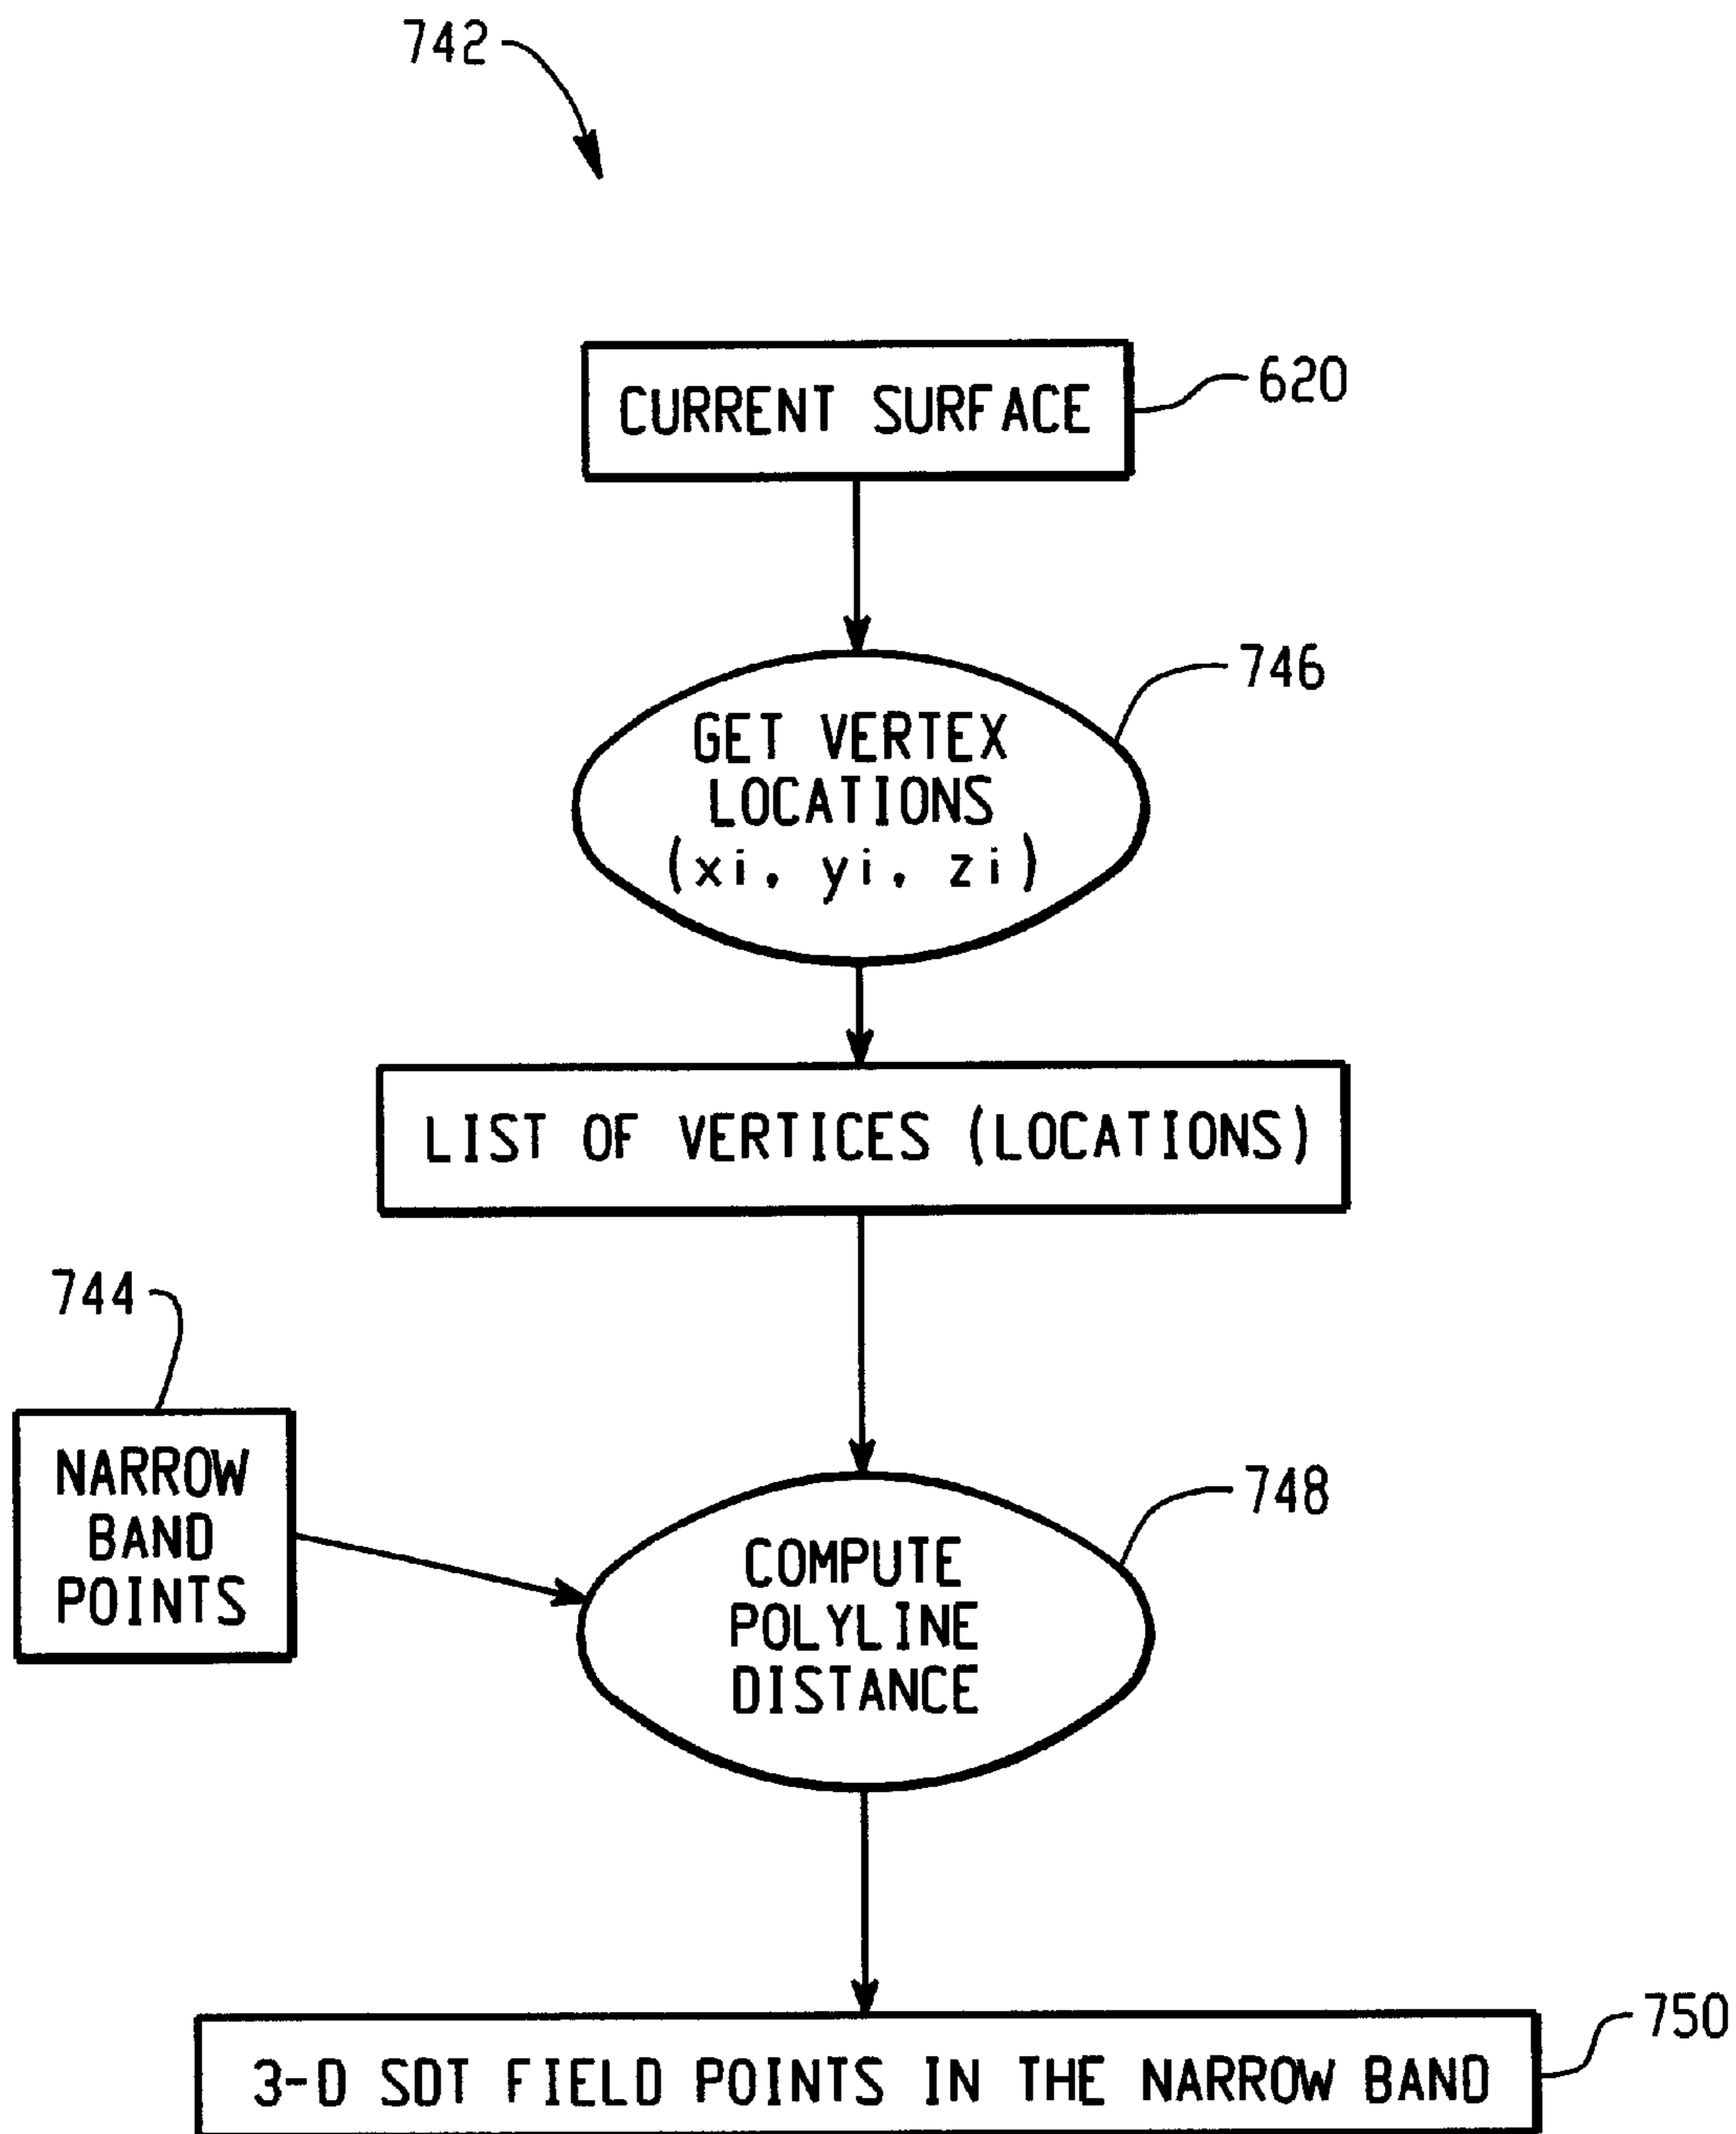 742
CURRENT SURFACE
620
GET VERTEX
LOCATIONS
(xi, yi, zi)
746
LIST OF VERTICES (LOCATIONS)
744
NARROW
BAND
POINTS
COMPUTE
POLYLINE
DISTANCE
748
3-D SDT FIELD POINTS IN THE NARROW BAND
750